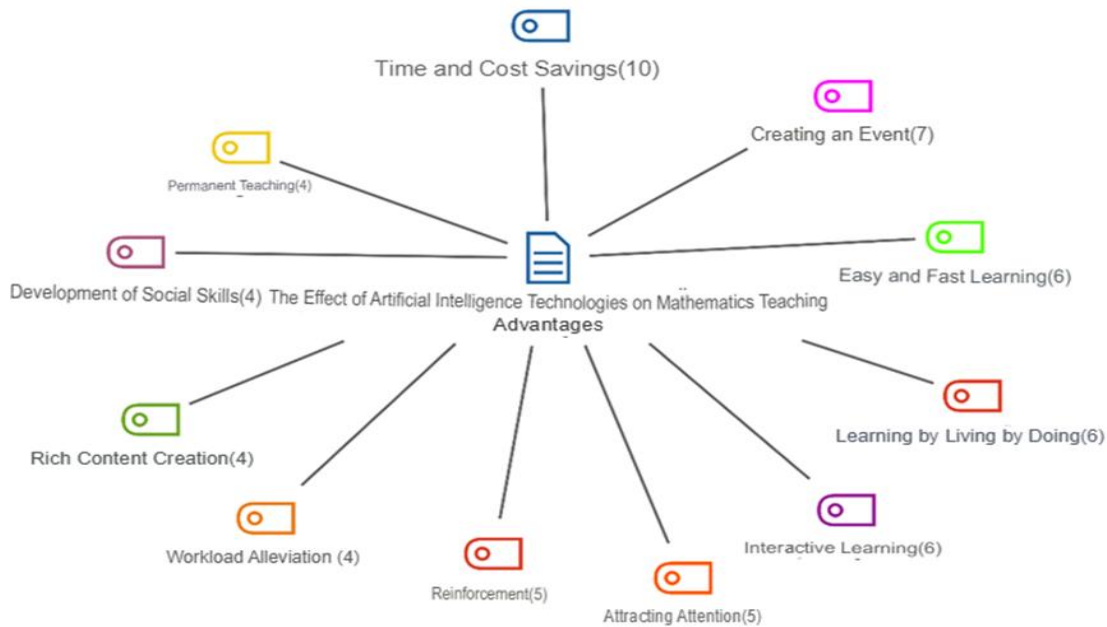 Time and Cost Savings(10)
Creating an Event(7)
Permanent Teaching(4)
Easy and Fast Learning(6)
Development of Social Skills(4)
The Effect of Artificial Intelligence Technologies on Mathematics Teaching
Advantages
Learning by Living by Doing(6)
Rich Content Creation(4)
Interactive Learning(6)
Workload Alleviation (4)
Reinforcement(5)
Attracting Attention(5)